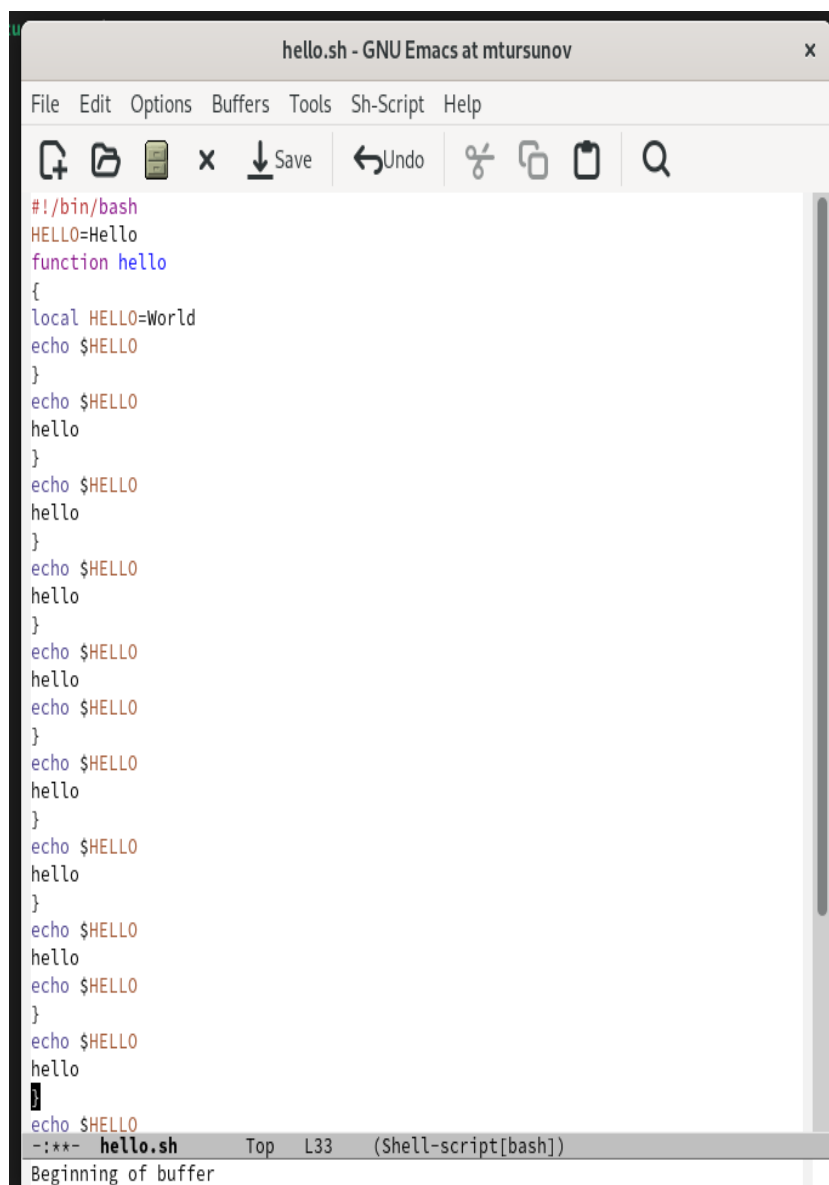 tu
hello.sh - GNU Emacs at mtursunov x
File Edit Options Buffers Tools Sh-Script Help
Save Undo
#!/bin/bash
HELLO=Hello
function hello
{
local HELLO=World
echo $HELLO
}
echo $HELLO
hello
}
echo $HELLO
hello
}
echo $HELLO
hello
}
echo $HELLO
hello
echo $HELLO
}
echo $HELLO
hello
}
echo $HELLO
hello
}
echo $HELLO
hello
echo $HELLO
}
echo $HELLO
hello
}
echo $HELLO
-:**- hello.sh Top L33 (Shell-script[bash])
Beginning of buffer